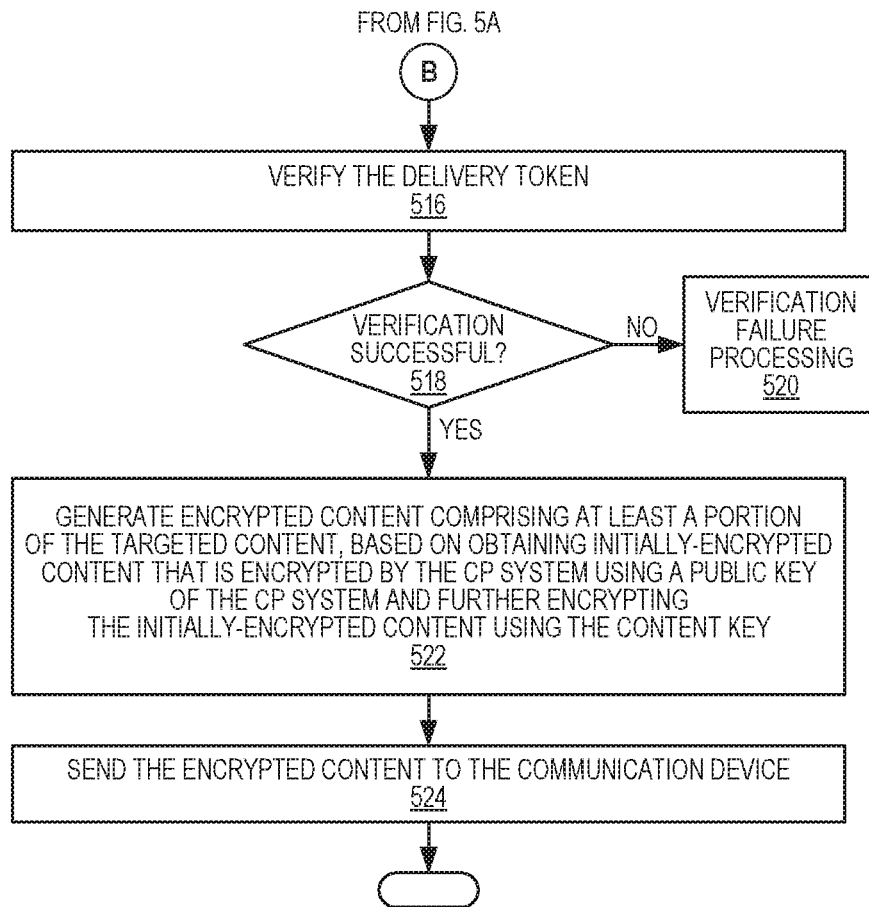 FROM FIG. 5A
B
VERIFY THE DELIVERY TOKEN
516
VERIFICATION
SUCCESSFUL?
518
NO
VERIFICATION
FAILURE
PROCESSING
520
YES
GENERATE ENCRYPTED CONTENT COMPRISING AT LEAST A PORTION
OF THE TARGETED CONTENT, BASED ON OBTAINING INITIALLY-ENCRYPTED
CONTENT THAT IS ENCRYPTED BY THE CP SYSTEM USING A PUBLIC KEY
OF THE CP SYSTEM AND FURTHER ENCRYPTING
THE INITIALLY-ENCRYPTED CONTENT USING THE CONTENT KEY
522
SEND THE ENCRYPTED CONTENT TO THE COMMUNICATION DEVICE
524